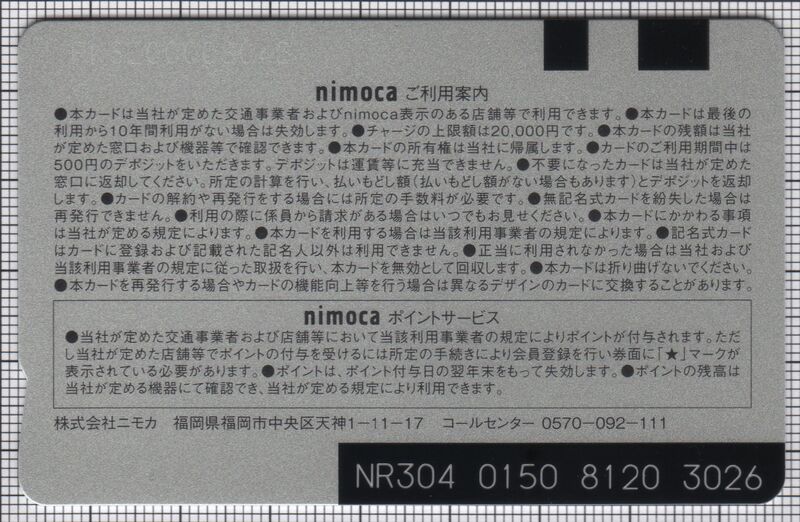 nimoca ご利用案内
●本カードは当社が定めた交通事業者およびnimoca表示のある店舗等で利用できます。●本カードは最後の
利用から10年間利用がない場合は失効します。●チャージの上限額は20,000円です。●本カードの残額は当社
が定めた窓口および機器等で確認できます。●本カードの所有権は当社に帰属します。●カードのご利用期間中は
500円のデポジットをいただきます。デポジットは運賃等に充当できません。●不要になったカードは当社が定めた
窓口に返却してください。所定の計算を行い、払いもどし額(払いもどし額がない場合もあります)とデポジットを返却
します。●カードの解約や再発行をする場合には所定の手数料が必要です。●無記名式カードを紛失した場合は
再発行できません。●利用の際に係員から請求がある場合はいつでもお見せください。●本カードにかかわる事項
は当社が定める規定によります。●本カードを利用する場合は当該利用事業者の規定によります。●記名式カード
はカードに登録および記載された記名人以外は利用できません。●正当に利用されなかった場合は当社および
当該利用事業者の規定に従った取扱を行い、本カードを無効として回収します。●本カードは折り曲げないでください。
●本カードを再発行する場合やカードの機能向上等を行う場合は異なるデザインのカードに交換することがあります。
nimoca ポイントサービス
●当社が定めた交通事業者および店舗等において当該利用事業者の規定によりポイントが付与されます。ただ
し当社が定めた店舗等でポイントの付与を受けるには所定の手続きにより会員登録を行い券面に「★」マークが
表示されている必要があります。●ポイントは、ポイント付与日の翌年末をもって失効します。●ポイントの残高は
当社が定める機器にて確認でき、当社が定める規定により利用できます。
株式会社ニモカ 福岡県福岡市中央区天神1-11-17 コールセンター 0570-092-111
NR304 0150 8120 3026